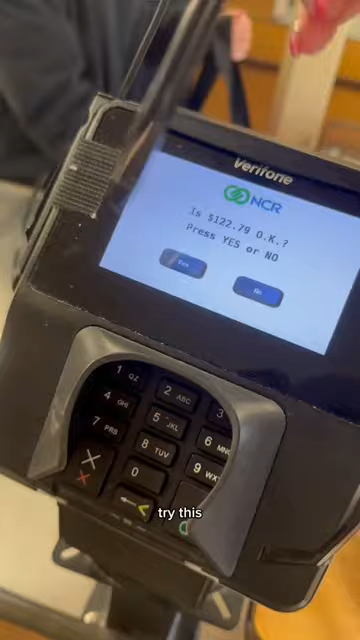 Verifone
NCR
Is $122.79 O.K.?
Press YES or NO
Yes
No
1 QZ
2 ABC
3
4 GHI
5 JKL
6 MNO
7 PRS
8 TUV
9 WXY
0
try this